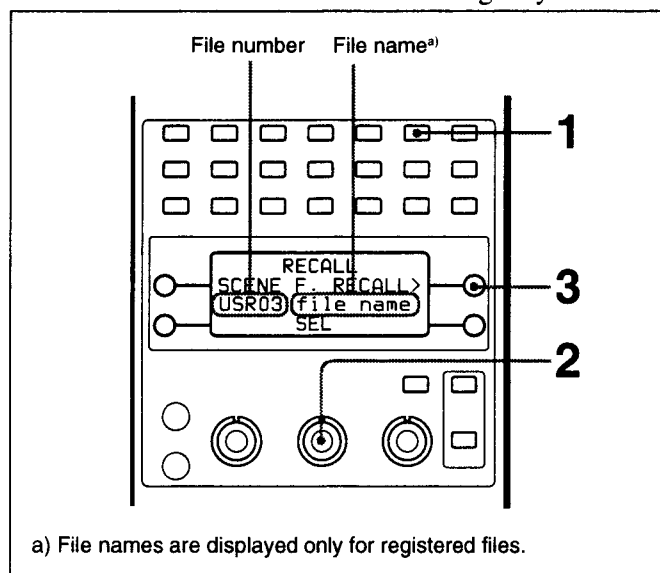 File number File nameᵃ⁾
1
RECALL
SCENE F. RECALL>
USR03 file name
SEL
3
2
a) File names are displayed only for registered files.